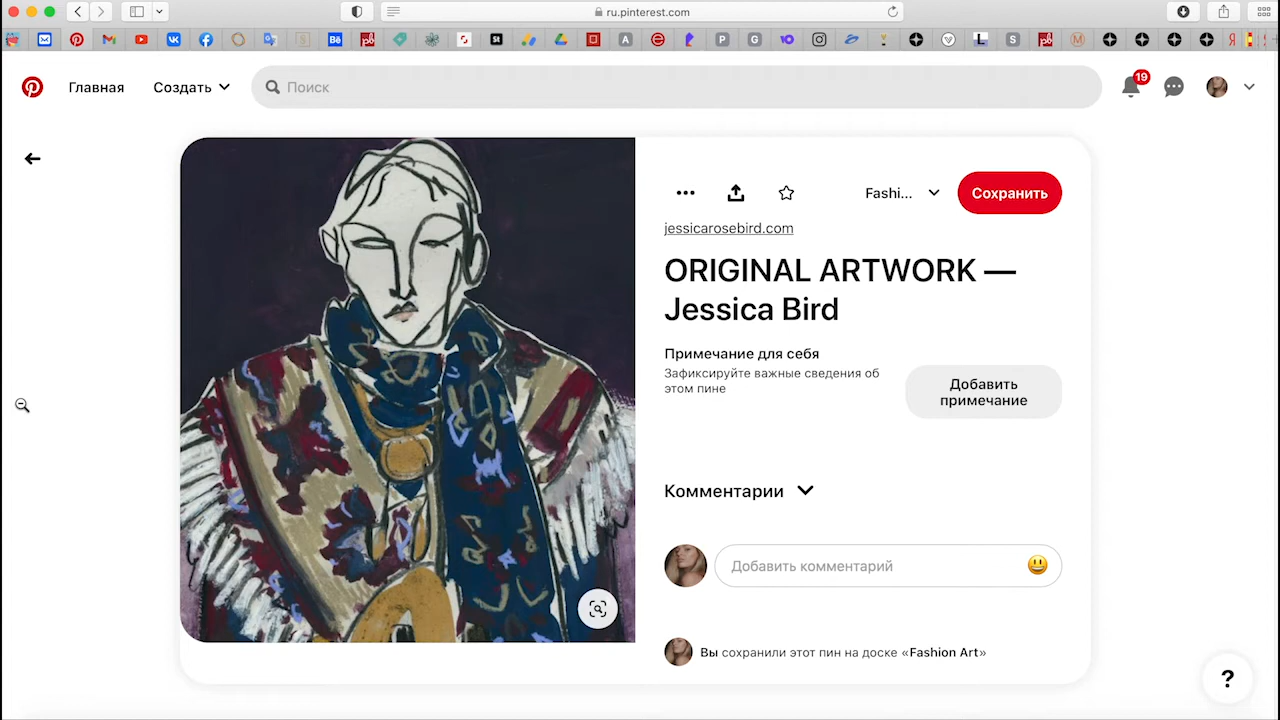 ru.pinterest.com
Главная
Создать
Поиск
19
Fashi...
Сохранить
jessicarosebird.com
ORIGINAL ARTWORK —
Jessica Bird
Примечание для себя
Зафиксируйте важные сведения об
этом пине
Добавить
примечание
Комментарии
Добавить комментарий
Вы сохранили этот пин на доске «Fashion Art»
?